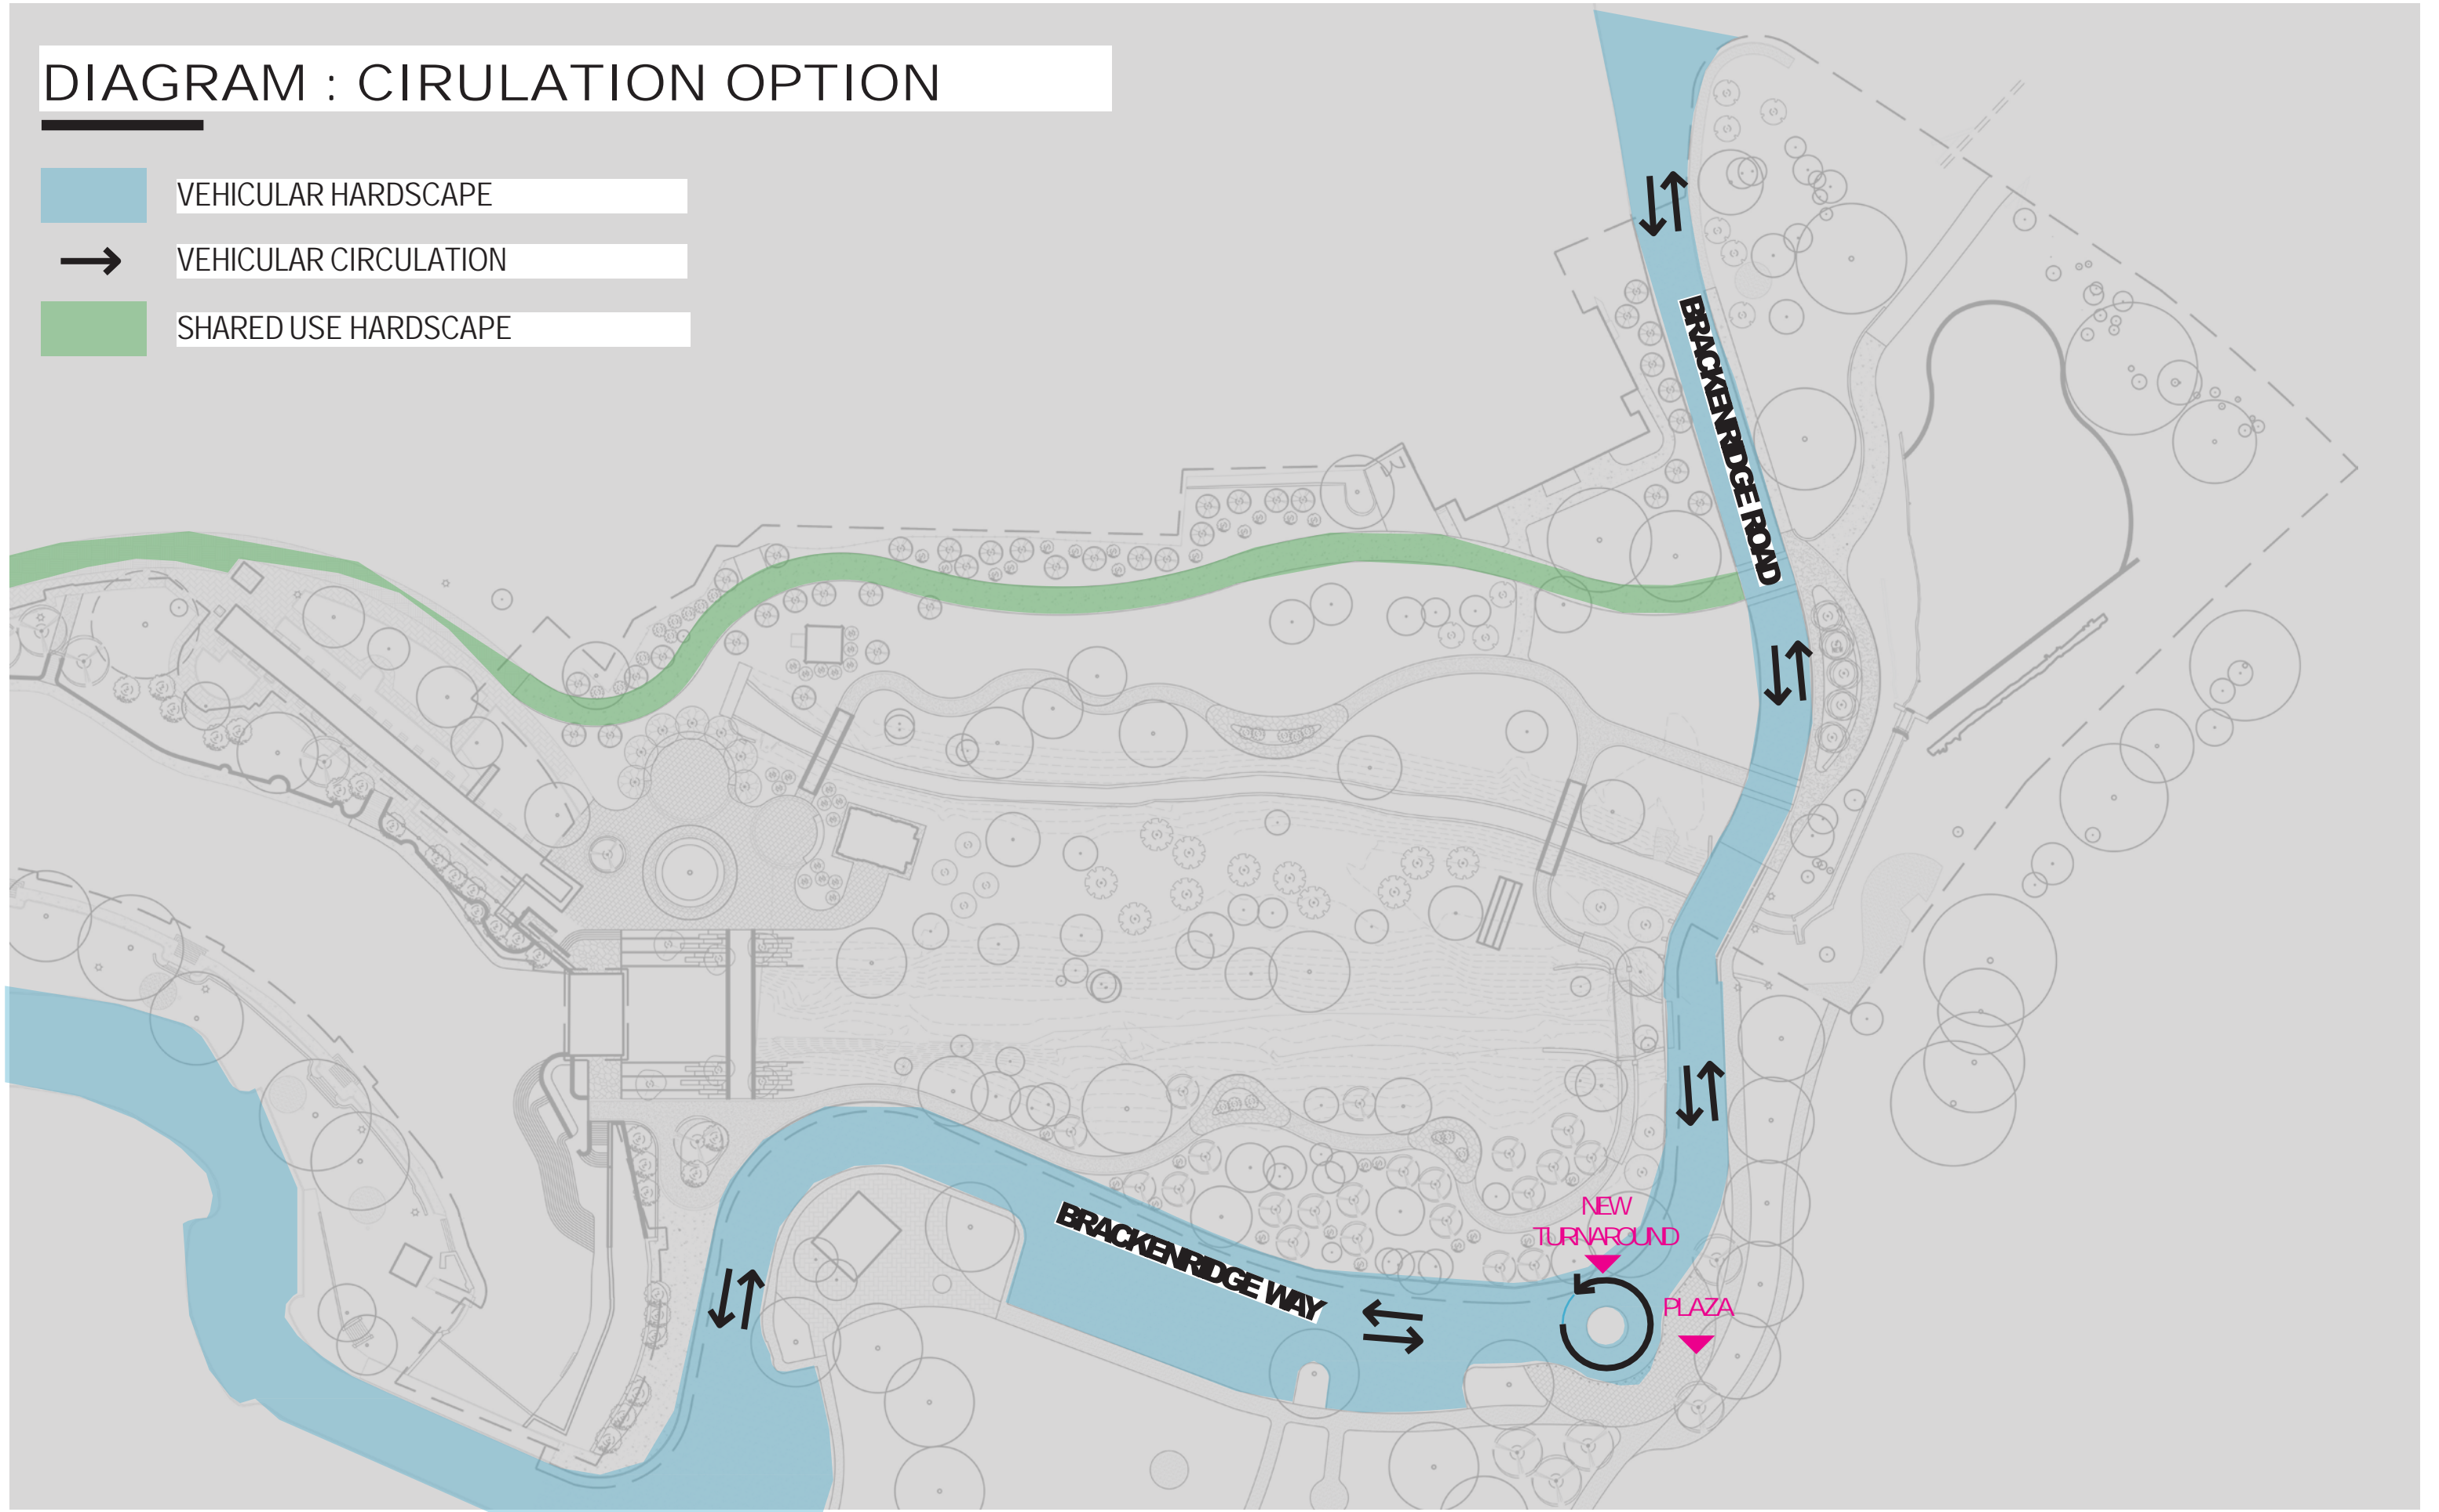 DIAGRAM : CIRULATION OPTION
VEHICULAR HARDSCAPE
VEHICULAR CIRCULATION
SHARED USE HARDSCAPE
BRACKENRIDGE ROAD
BRACKENRIDGE WAY
NEW
TURNAROUND
PLAZA